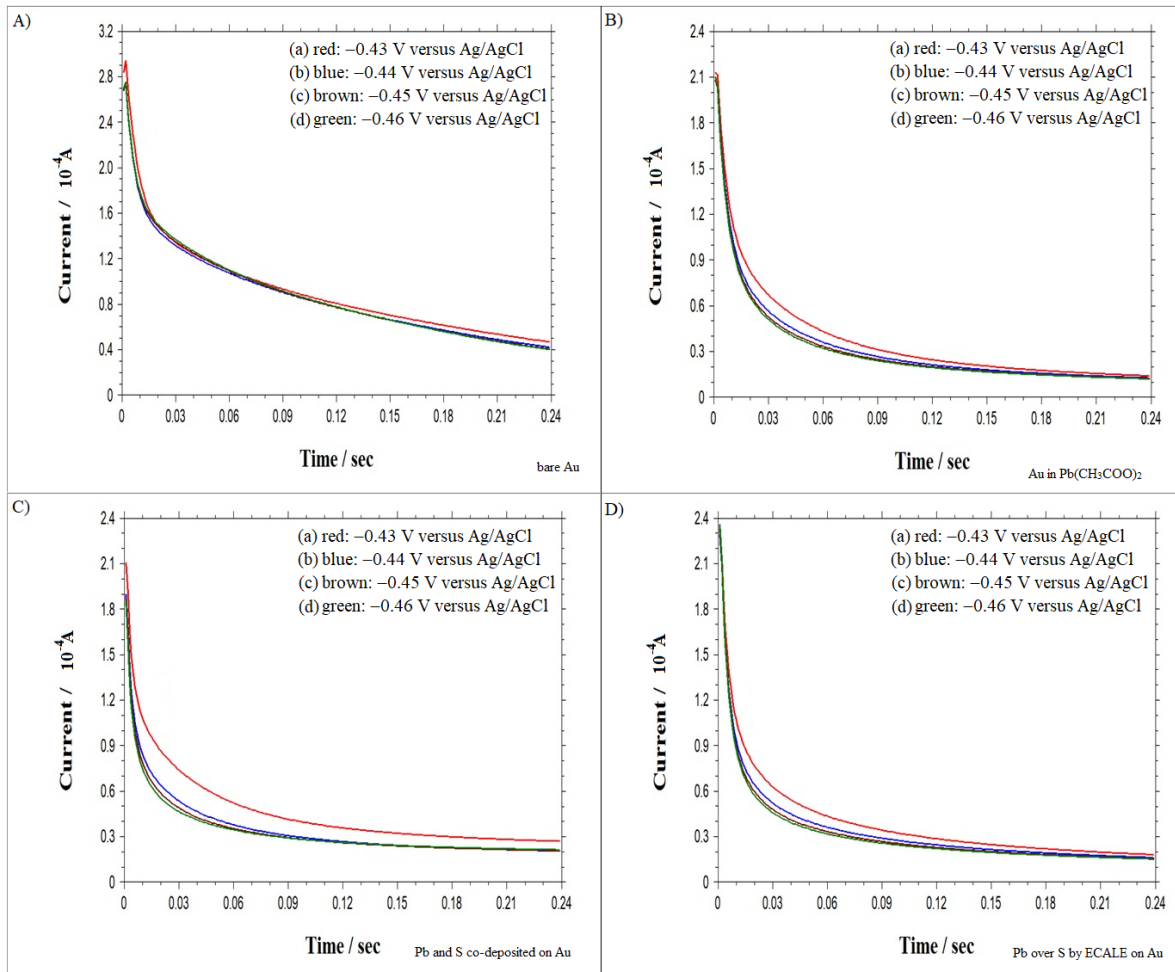 A)
3.2
2.8
2.4
2.0
1.6
1.2
0.8
0.4
0
Current / 10⁻⁴A
(a) red: −0.43 V versus Ag/AgCl
(b) blue: −0.44 V versus Ag/AgCl
(c) brown: −0.45 V versus Ag/AgCl
(d) green: −0.46 V versus Ag/AgCl
0 0.03 0.06 0.09 0.12 0.15 0.18 0.21 0.24
Time / sec
bare Au
B)
2.4
2.1
1.8
1.5
1.2
0.9
0.6
0.3
0
Current / 10⁻⁴A
(a) red: −0.43 V versus Ag/AgCl
(b) blue: −0.44 V versus Ag/AgCl
(c) brown: −0.45 V versus Ag/AgCl
(d) green: −0.46 V versus Ag/AgCl
0 0.03 0.06 0.09 0.12 0.15 0.18 0.21 0.24
Time / sec
Au in Pb(CH₃COO)₂
C)
2.4
2.1
1.8
1.5
1.2
0.9
0.6
0.3
0
Current / 10⁻⁴A
(a) red: −0.43 V versus Ag/AgCl
(b) blue: −0.44 V versus Ag/AgCl
(c) brown: −0.45 V versus Ag/AgCl
(d) green: −0.46 V versus Ag/AgCl
0 0.03 0.06 0.09 0.12 0.15 0.18 0.21 0.24
Time / sec
Pb and S co-deposited on Au
D)
2.4
2.1
1.8
1.5
1.2
0.9
0.6
0.3
0
Current / 10⁻⁴A
(a) red: −0.43 V versus Ag/AgCl
(b) blue: −0.44 V versus Ag/AgCl
(c) brown: −0.45 V versus Ag/AgCl
(d) green: −0.46 V versus Ag/AgCl
0 0.03 0.06 0.09 0.12 0.15 0.18 0.21 0.24
Time / sec
Pb over S by ECALE on Au